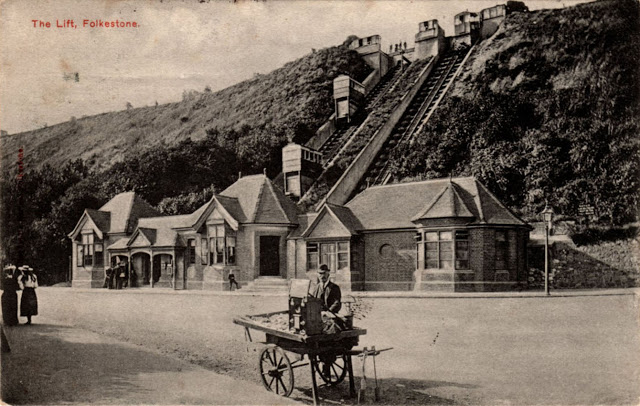 The Lift, Folkestone.